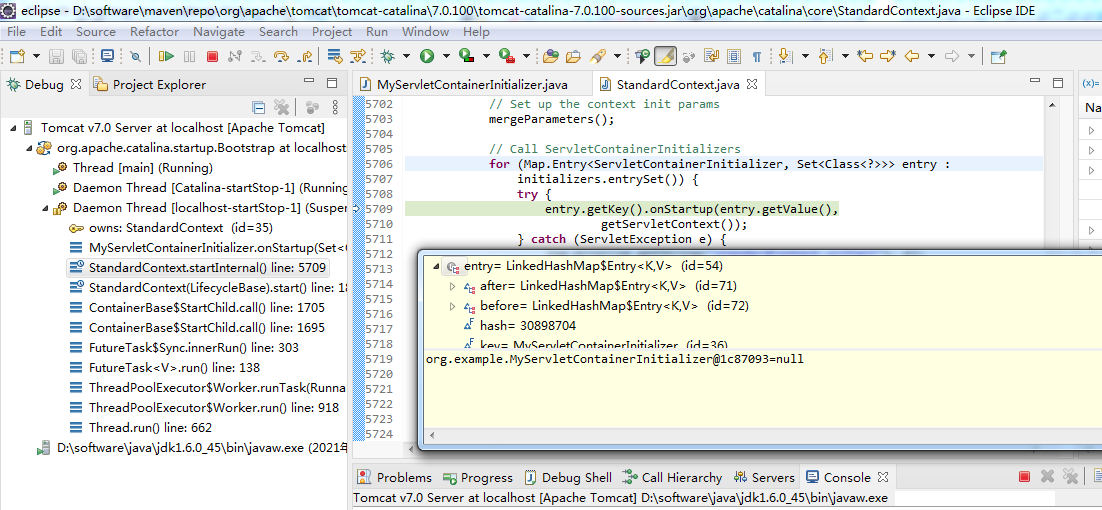 eclipse - D:\software\maven\repo\org\apache\tomcat\tomcat-catalina\7.0.100\tomcat-catalina-7.0.100-sources.jar\org\apache\catalina\core\StandardContext.java - Eclipse IDE
File Edit Source Refactor Navigate Search Project Run Window Help
Debug Project Explorer
Tomcat v7.0 Server at localhost [Apache Tomcat]
org.apache.catalina.startup.Bootstrap at localhost
Thread [main] (Running)
Daemon Thread [Catalina-startStop-1] (Running
Daemon Thread [localhost-startStop-1] (Suspe
owns: StandardContext (id=35)
MyServletContainerInitializer.onStartup(Set<
StandardContext.startInternal() line: 5709
StandardContext(LifecycleBase).start() line: 18
ContainerBase$StartChild.call() line: 1705
ContainerBase$StartChild.call() line: 1695
FutureTask$Sync.innerRun() line: 303
FutureTask<V>.run() line: 138
ThreadPoolExecutor$Worker.runTask(Runna
ThreadPoolExecutor$Worker.run() line: 918
Thread.run() line: 662
D:\software\java\jdk1.6.0_45\bin\javaw.exe (2021年
MyServletContainerInitializer.java StandardContext.java
5702 // Set up the context init params
5703 mergeParameters();
5704
5705 // Call ServletContainerInitializers
5706 for (Map.Entry<ServletContainerInitializer, Set<Class<?>>> entry :
5707 initializers.entrySet()) {
5708 try {
5709 entry.getKey().onStartup(entry.getValue(),
5710 getServletContext());
5711 } catch (ServletException e) {
5713
5714
5715
5716
5717
5718
5719
5720
5721
5722
5723
5724
entry= LinkedHashMap$Entry<K,V> (id=54)
after= LinkedHashMap$Entry<K,V> (id=71)
before= LinkedHashMap$Entry<K,V> (id=72)
hash= 30898704
key= MyServletContainerInitializer (id=36)
org.example.MyServletContainerInitializer@1c87093=null
(x)=
Na
Problems Progress Debug Shell Call Hierarchy Servers Console
Tomcat v7.0 Server at localhost [Apache Tomcat] D:\software\java\jdk1.6.0_45\bin\javaw.exe